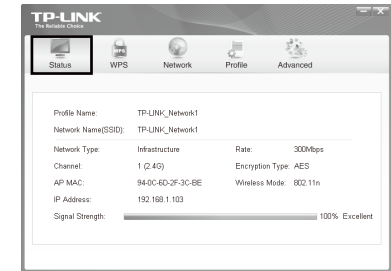 TP-LINK
The Reliable Choice
Status WPS Network Profile Advanced
Profile Name: TP-LINK_Network1
Network Name(SSID): TP-LINK_Network1
Network Type: Infrastructure Rate: 300Mbps
Channel: 1 (2.4G) Encryption Type: AES
AP MAC: 94-0C-6D-2F-3C-BE Wireless Mode: 802.11n
IP Address: 192.168.1.103
Signal Strength: 100% Excellent